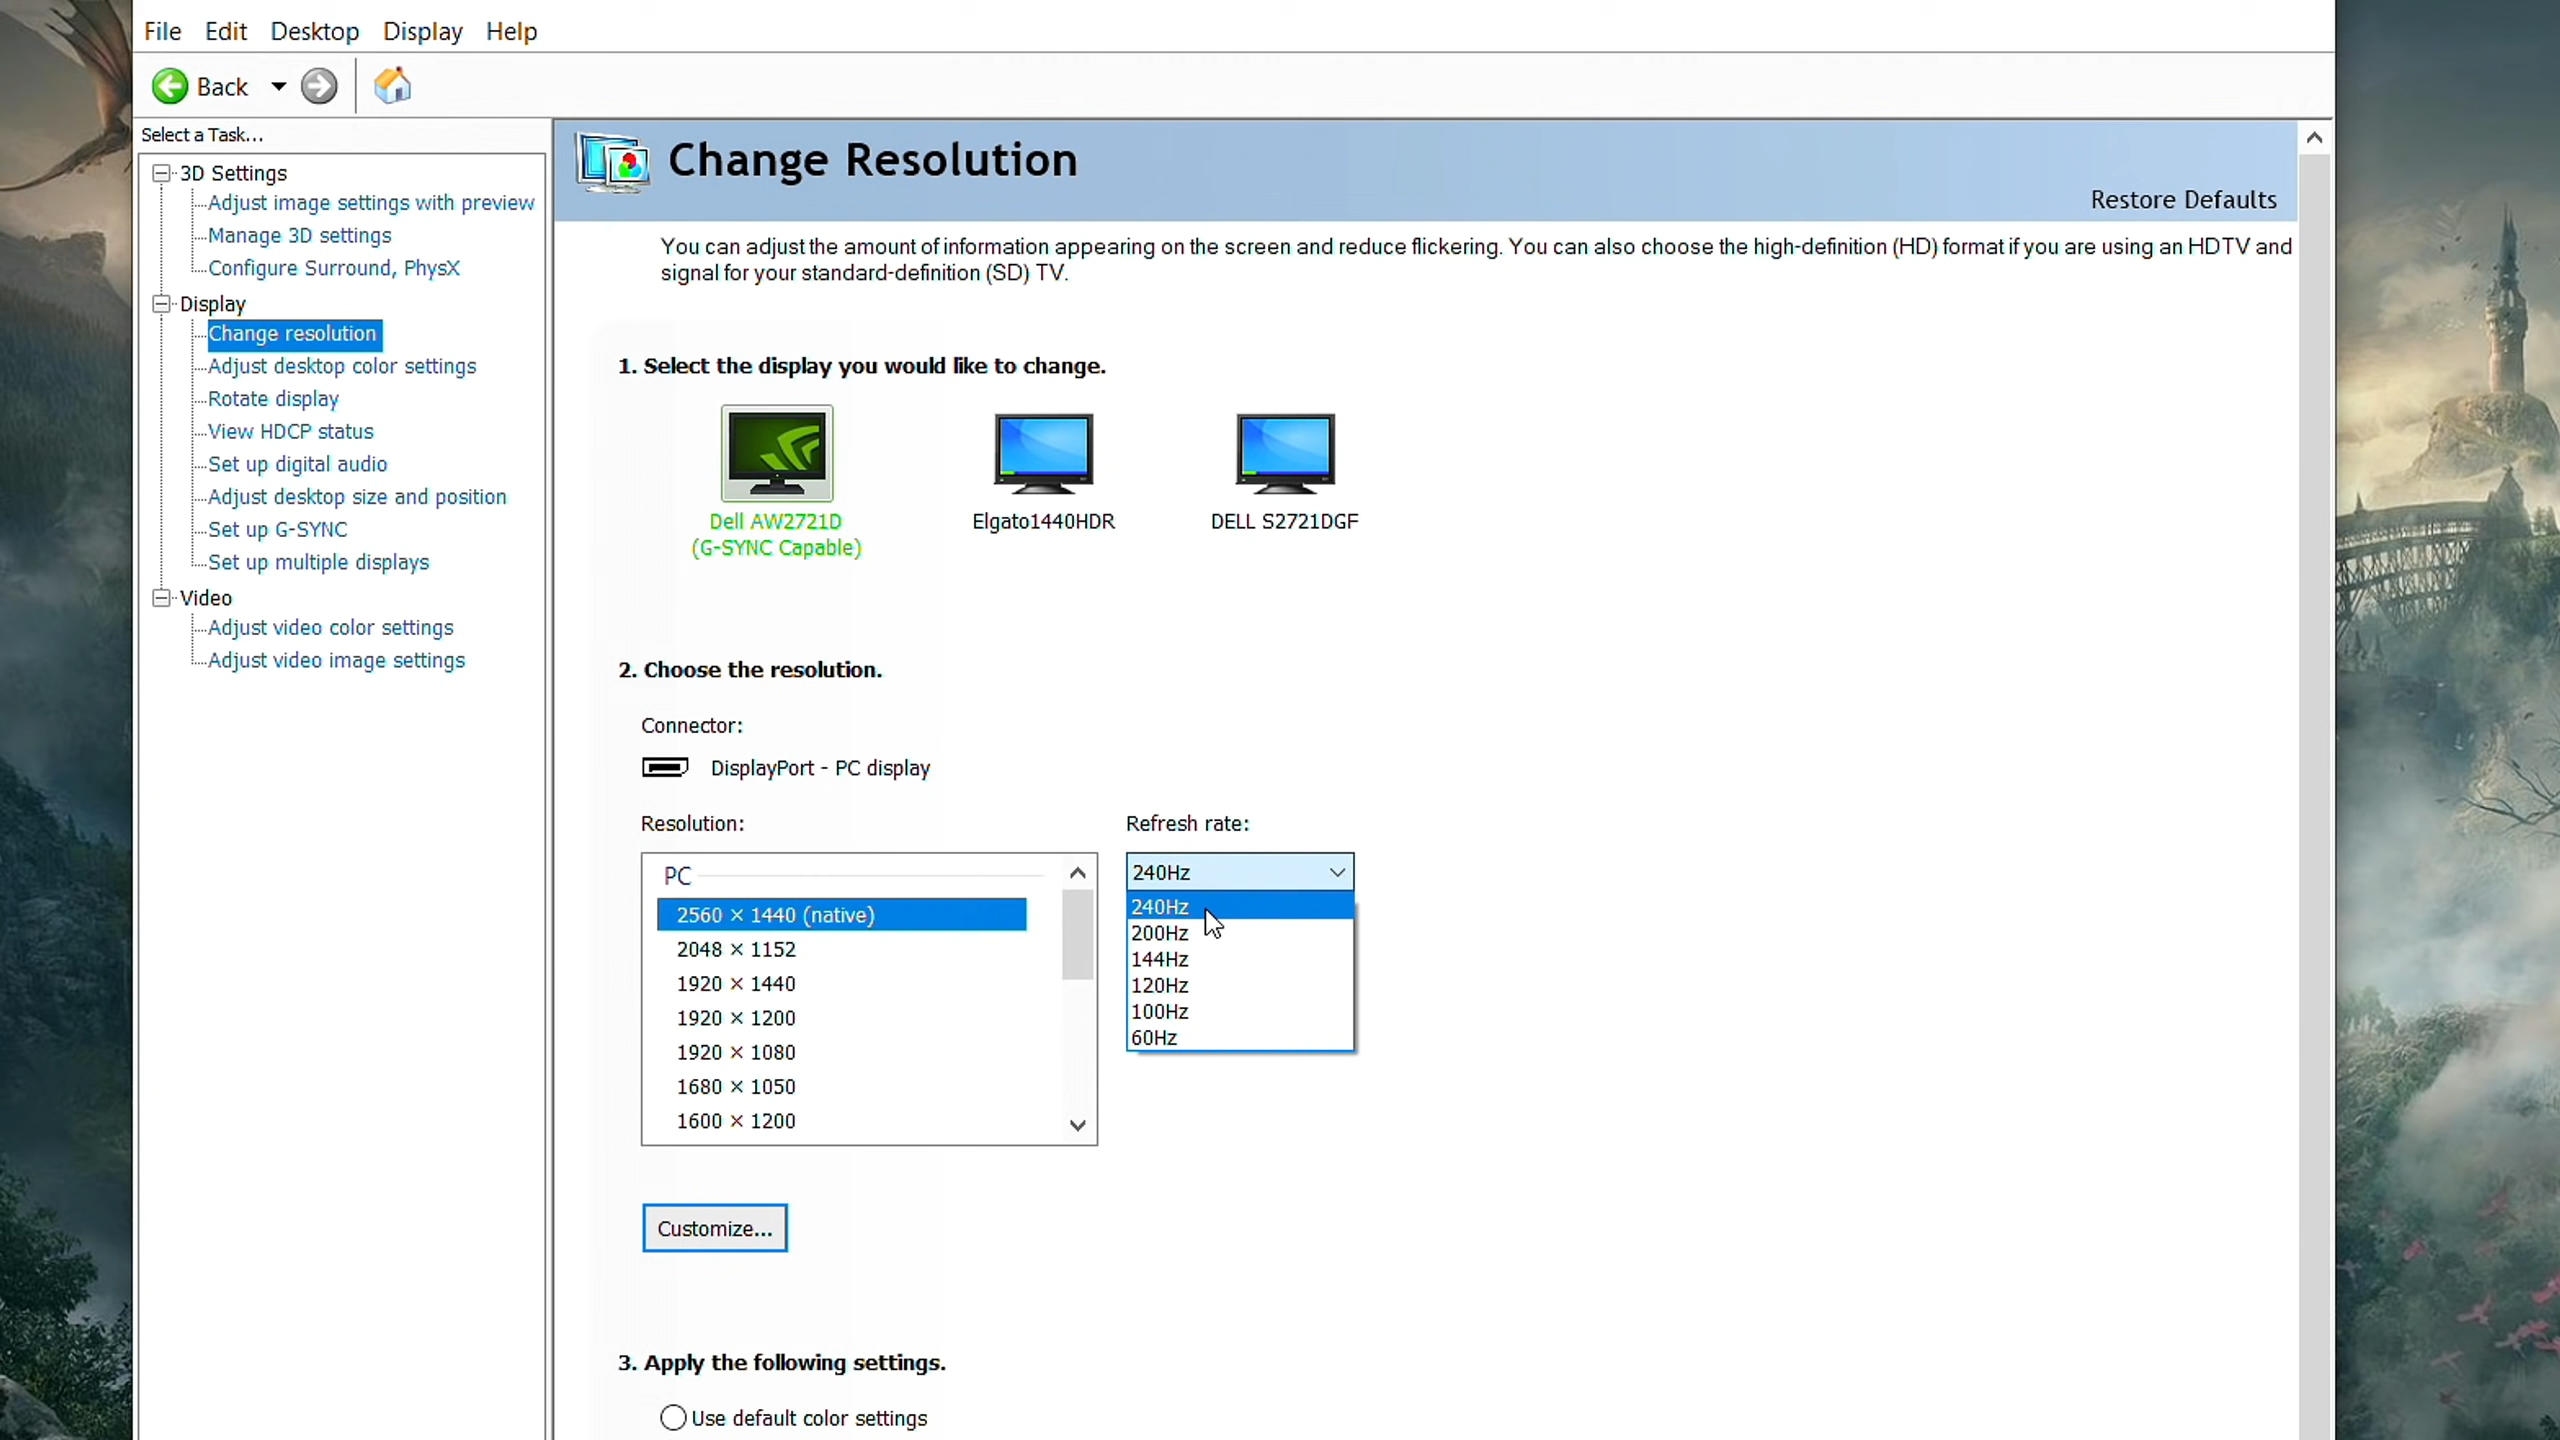 File Edit Desktop Display Help
Back
Select a Task...
3D Settings
Adjust image settings with preview
Manage 3D settings
Configure Surround, PhysX
Display
Change resolution
Adjust desktop color settings
Rotate display
View HDCP status
Set up digital audio
Adjust desktop size and position
Set up G-SYNC
Set up multiple displays
Video
Adjust video color settings
Adjust video image settings
Change Resolution
Restore Defaults
You can adjust the amount of information appearing on the screen and reduce flickering. You can also choose the high-definition (HD) format if you are using an HDTV and
signal for your standard-definition (SD) TV.
1. Select the display you would like to change.
Dell AW2721D
(G-SYNC Capable)
Elgato1440HDR
DELL S2721DGF
2. Choose the resolution.
Connector:
DisplayPort - PC display
Resolution:
PC
2560 × 1440 (native)
2048 × 1152
1920 × 1440
1920 × 1200
1920 × 1080
1680 × 1050
1600 × 1200
Refresh rate:
240Hz
240Hz
200Hz
144Hz
120Hz
100Hz
60Hz
Customize...
3. Apply the following settings.
Use default color settings